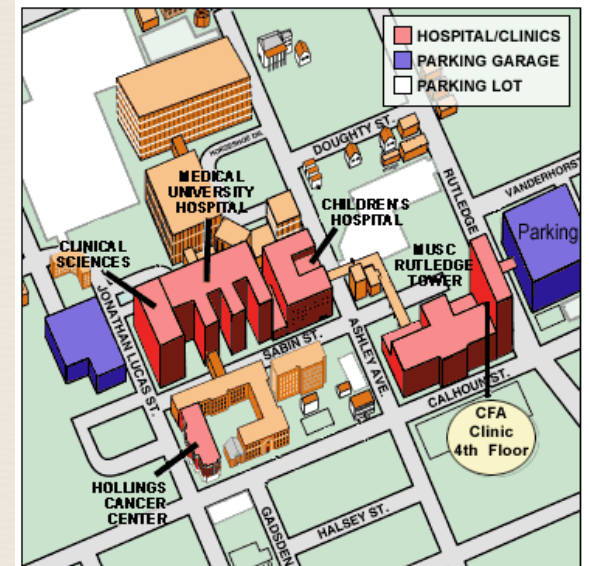 HOSPITAL/CLINICS
PARKING GARAGE
PARKING LOT
HORSESHOE DR.
DOUGHTY ST.
MEDICAL
UNIVERSITY
HOSPITAL
CHILDREN'S
HOSPITAL
RUTLEDGE
VANDERHORST
Parking
CLINICAL
SCIENCES
MUSC
RUTLEDGE
TOWER
JONATHAN LUCAS ST.
SABIN ST.
ASHLEY AVE.
CALHOUN ST.
CFA
Clinic
4th Floor
HOLLINGS
CANCER
CENTER
GADSDEN
HALSEY ST.